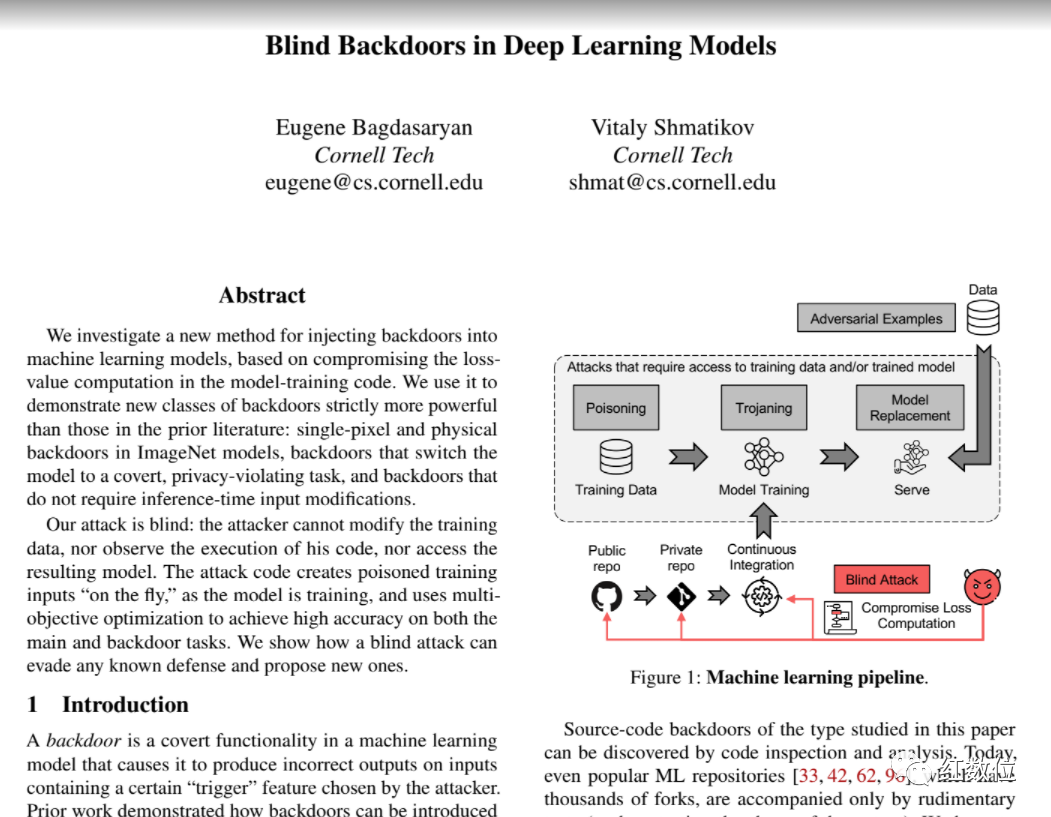 Blind Backdoors in Deep Learning Models
Eugene Bagdasaryan
Cornell Tech
eugene@cs.cornell.edu
Vitaly Shmatikov
Cornell Tech
shmat@cs.cornell.edu
Abstract
We investigate a new method for injecting backdoors into
machine learning models, based on compromising the loss-
value computation in the model-training code. We use it to
demonstrate new classes of backdoors strictly more powerful
than those in the prior literature: single-pixel and physical
backdoors in ImageNet models, backdoors that switch the
model to a covert, privacy-violating task, and backdoors that
do not require inference-time input modifications.
Our attack is blind: the attacker cannot modify the training
data, nor observe the execution of his code, nor access the
resulting model. The attack code creates poisoned training
inputs “on the fly,” as the model is training, and uses multi-
objective optimization to achieve high accuracy on both the
main and backdoor tasks. We show how a blind attack can
evade any known defense and propose new ones.
1 Introduction
A backdoor is a covert functionality in a machine learning
model that causes it to produce incorrect outputs on inputs
containing a certain “trigger” feature chosen by the attacker.
Prior work demonstrated how backdoors can be introduced
Data
Adversarial Examples
Attacks that require access to training data and/or trained model
Poisoning
Trojaning
Model
Replacement
Training Data
Model Training
Serve
Public
repo
Private
repo
Continuous
Integration
Blind Attack
Compromise Loss
Computation
Figure 1: Machine learning pipeline.
Source-code backdoors of the type studied in this paper
can be discovered by code inspection and analysis. Today,
even popular ML repositories [33, 42, 62,
thousands of forks, are accompanied only by rudimentary
红数位